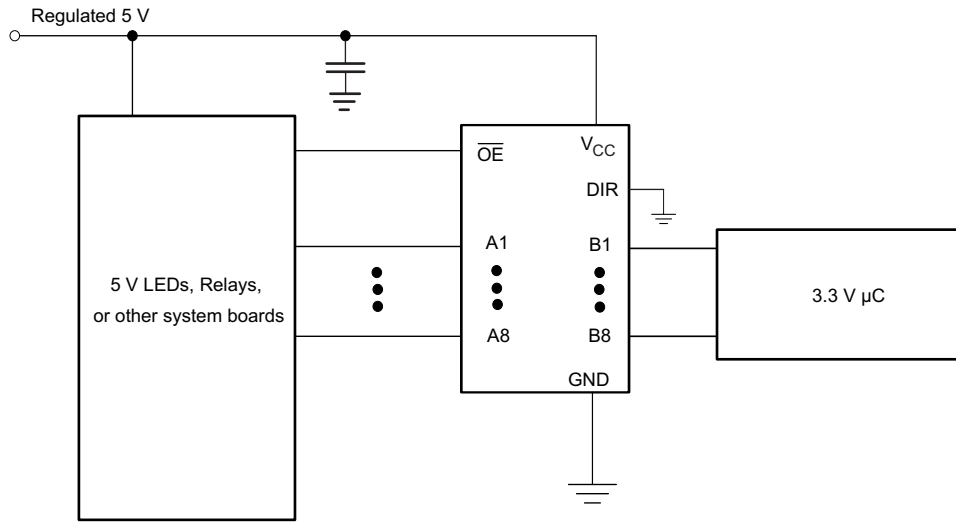 Regulated 5 V
OE
VCC
DIR
A1
B1
5 V LEDs, Relays,
or other system boards
3.3 V µC
A8
B8
GND